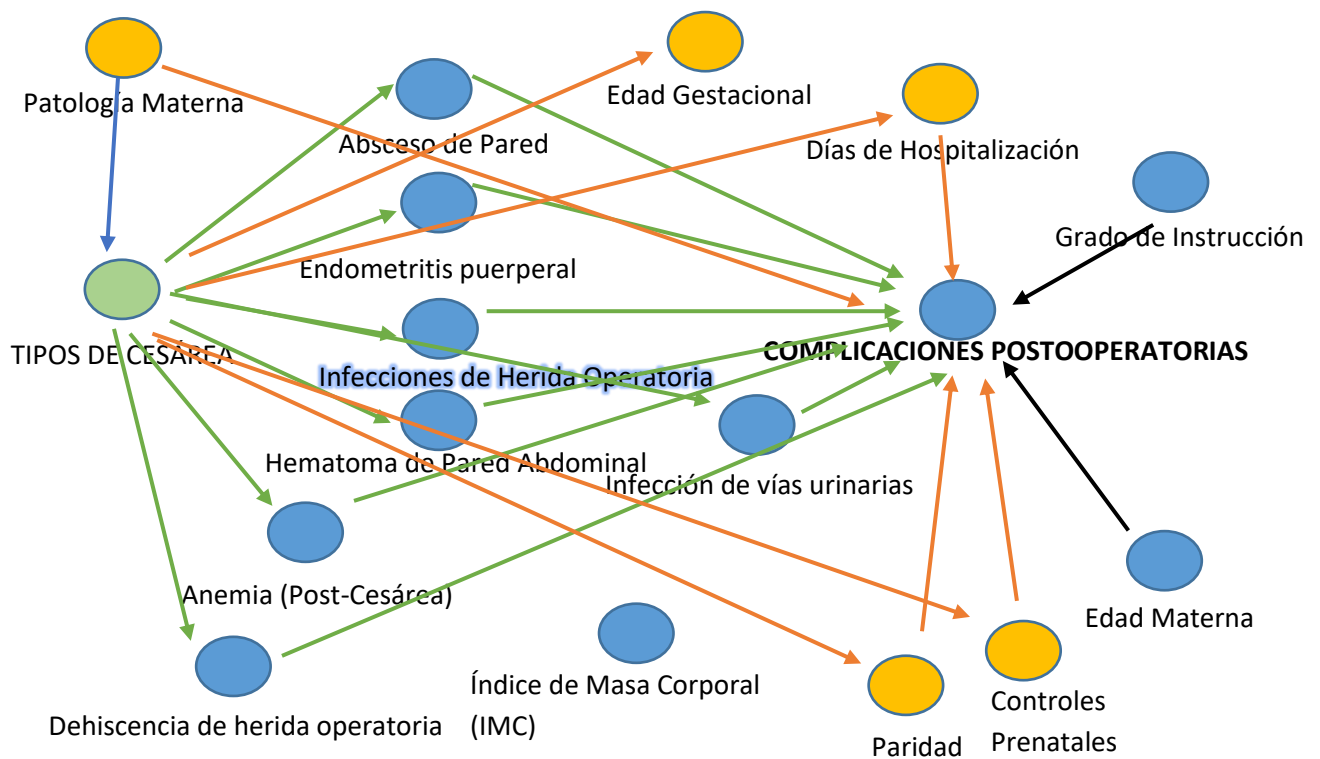 Patología Materna
Edad Gestacional
Absceso de Pared
Días de Hospitalización
Grado de Instrucción
Endometritis puerperal
TIPOS DE CESÁREA
COMPLICACIONES POSTOOPERATORIAS
Infecciones de Herida Operatoria
Hematoma de Pared Abdominal
Infección de vías urinarias
Anemia (Post-Cesárea)
Edad Materna
Índice de Masa Corporal
(IMC)
Dehiscencia de herida operatoria
Controles
Prenatales
Paridad